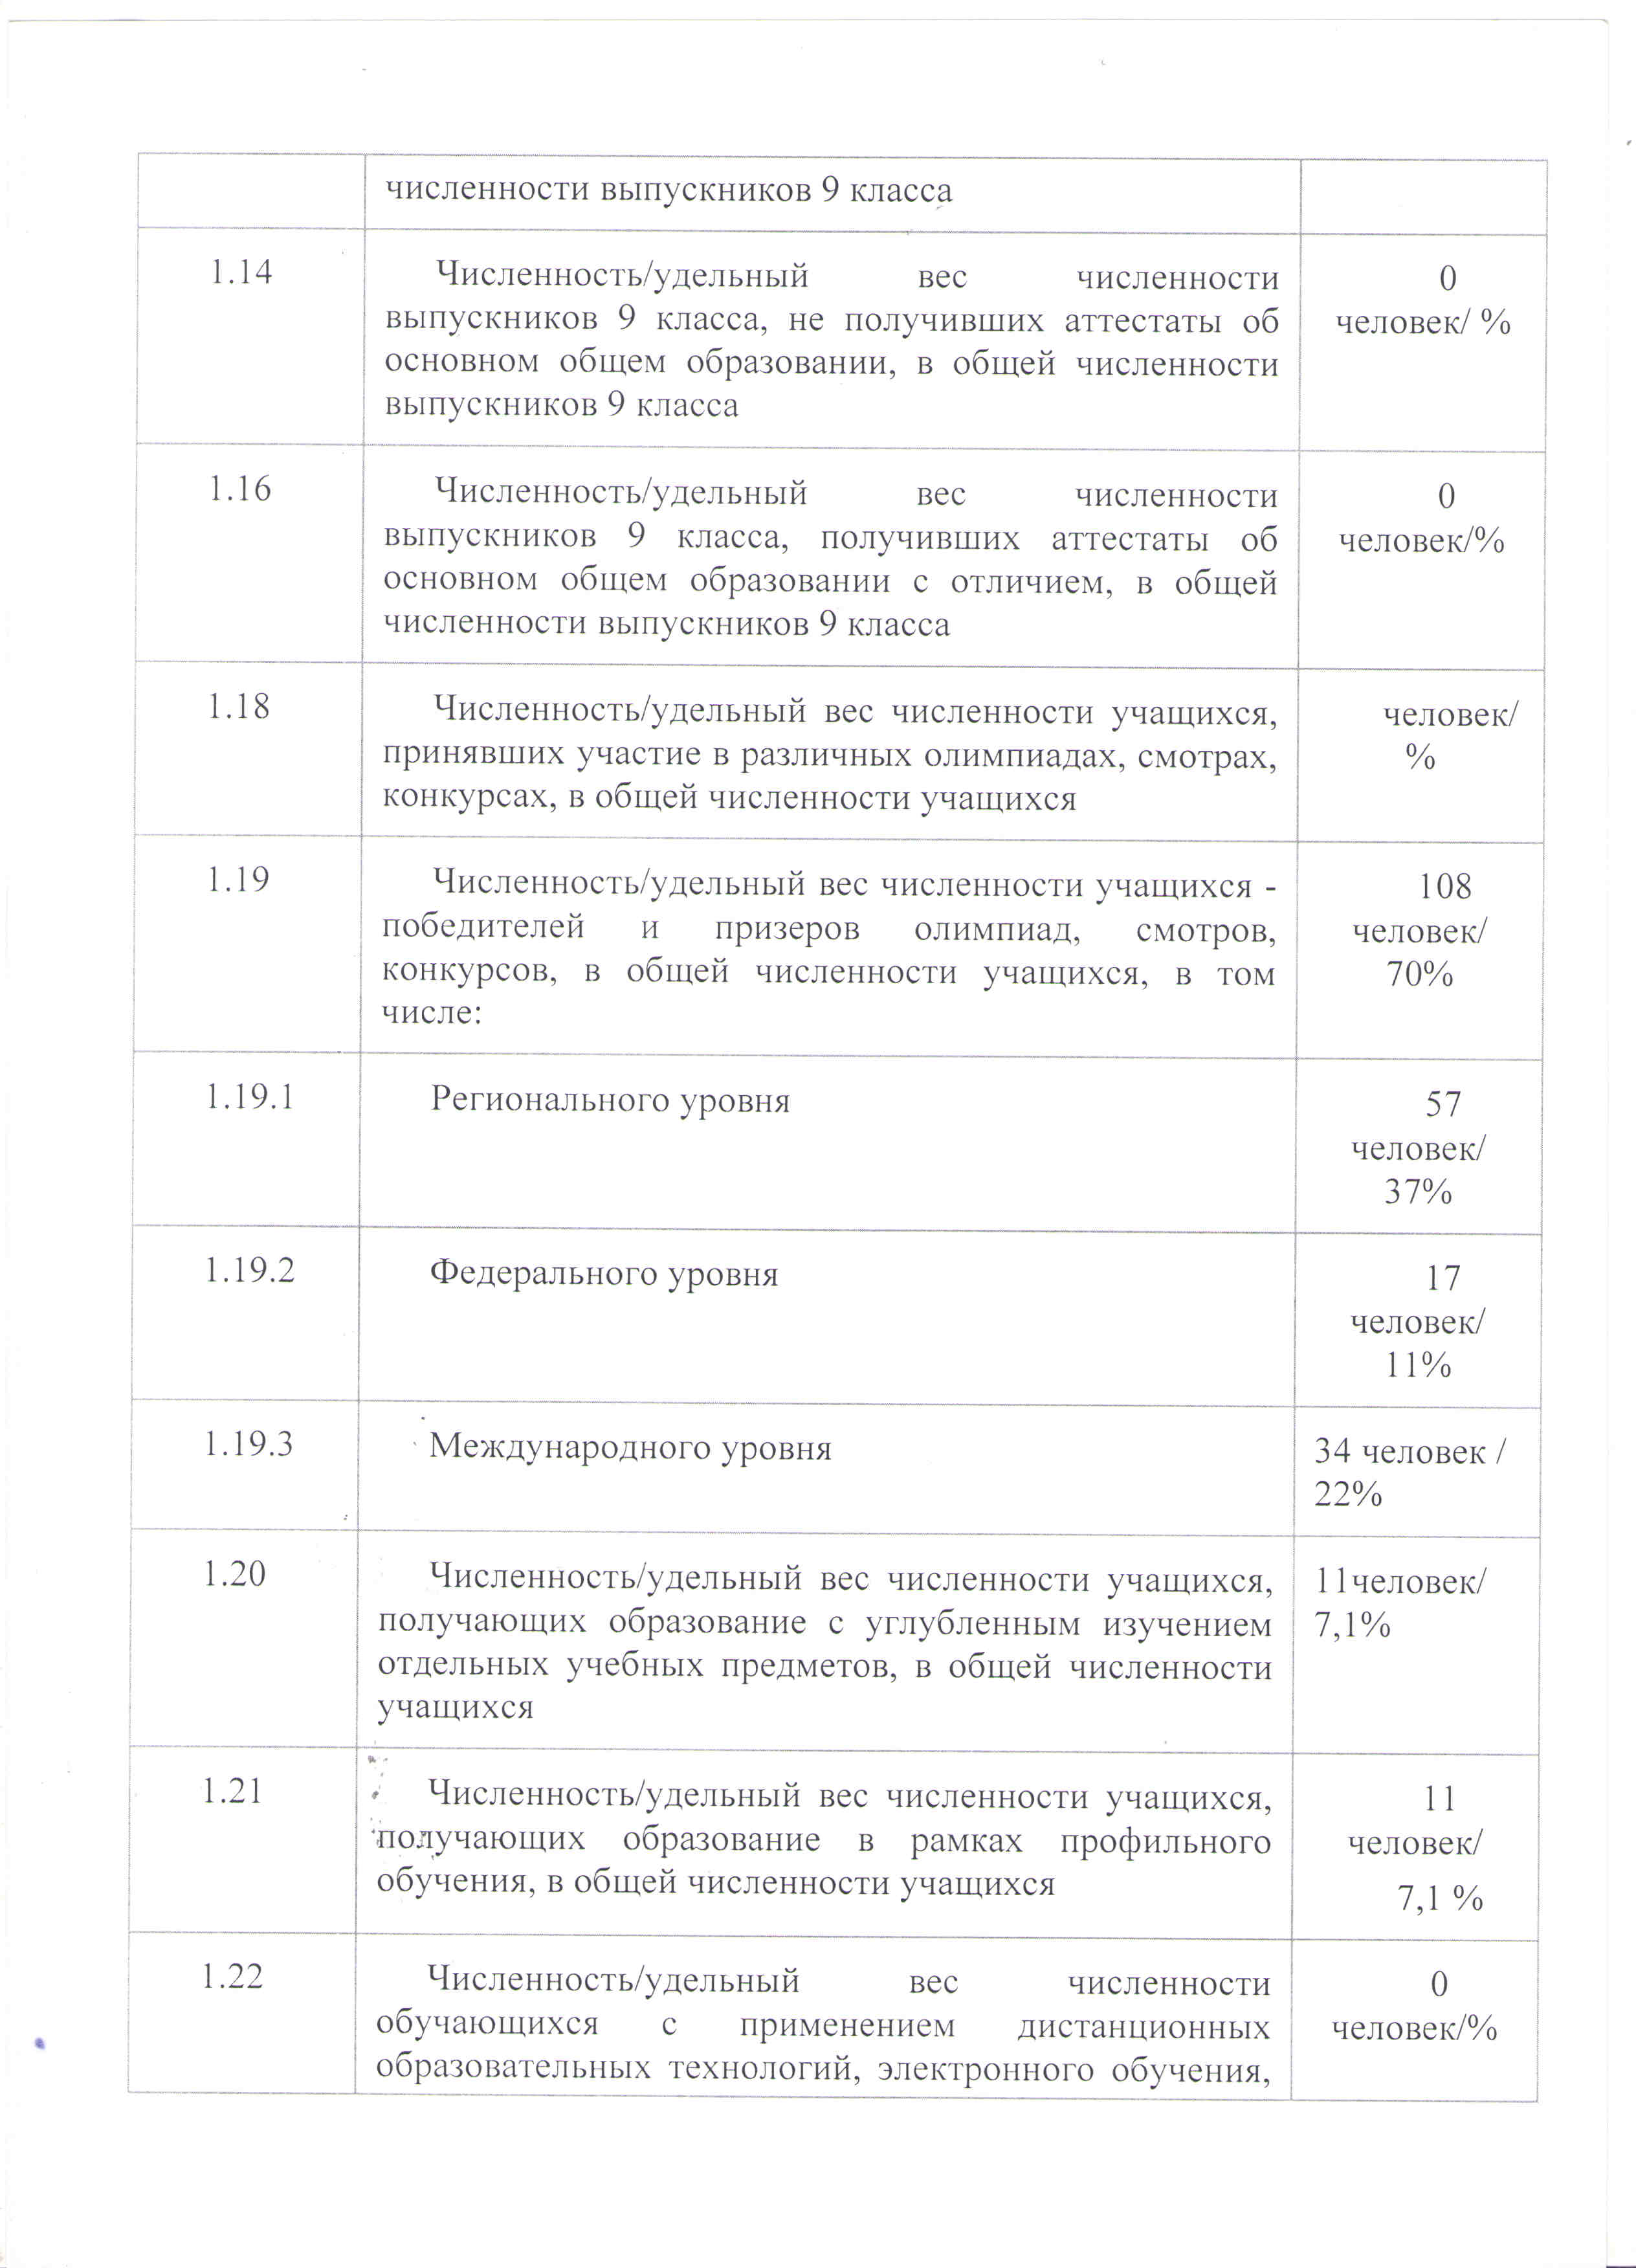 численности выпускников 9 класса
1.14
Численность/удельный вес численности
выпускников 9 класса, не получивших аттестаты об
основном общем образовании, в общей численности
выпускников 9 класса
0
человек/ %
1.16
Численность/удельный вес численности
выпускников 9 класса, получивших аттестаты об
основном общем образовании с отличием, в общей
численности выпускников 9 класса
0
человек/%
1.18
Численность/удельный вес численности учащихся,
принявших участие в различных олимпиадах, смотрах,
конкурсах, в общей численности учащихся
человек/
%
1.19
Численность/удельный вес численности учащихся -
победителей и призеров олимпиад, смотров,
конкурсов, в общей численности учащихся, в том
числе:
108
человек/
70%
1.19.1
Регионального уровня
57
человек/
37%
1.19.2
Федерального уровня
17
человек/
11%
1.19.3
Международного уровня
34 человек /
22%
1.20
Численность/удельный вес численности учащихся,
получающих образование с углубленным изучением
отдельных учебных предметов, в общей численности
учащихся
11человек/
7,1%
1.21
Численность/удельный вес численности учащихся,
получающих образование в рамках профильного
обучения, в общей численности учащихся
11
человек/
7,1 %
1.22
Численность/удельный вес численности
обучающихся с применением дистанционных
образовательных технологий, электронного обучения,
0
человек/%